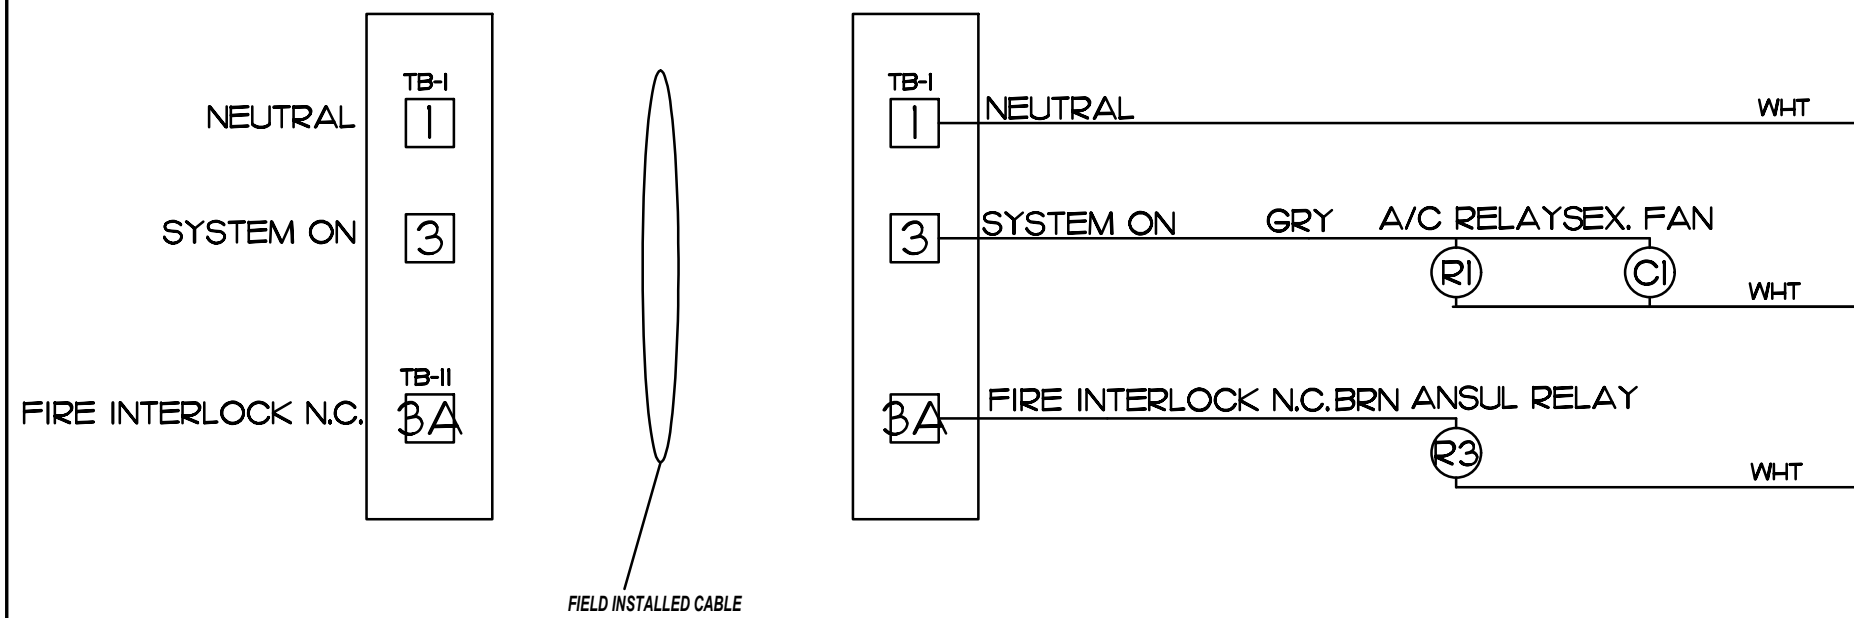 TB-I TB-I
NEUTRAL 1 1 NEUTRAL WHT
SYSTEM ON 3 3 SYSTEM ON GRY A/C RELAYSEX. FAN
R1 C1
WHT
TB-II
FIRE INTERLOCK N.C. 3A 3A FIRE INTERLOCK N.C. BRN ANSUL RELAY
R3
WHT
FIELD INSTALLED CABLE